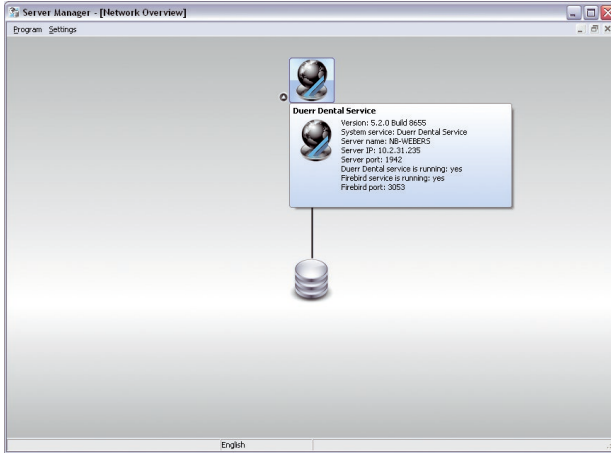 Server Manager - [Network Overview]
Program Settings
Duerr Dental Service
Version: 5.2.0 Build 8655
System service: Duerr Dental Service
Server name: NB-WEBERS
Server IP: 10.2.31.235
Server port: 1942
Duerr Dental service is running: yes
Firebird service is running: yes
Firebird port: 3053
English